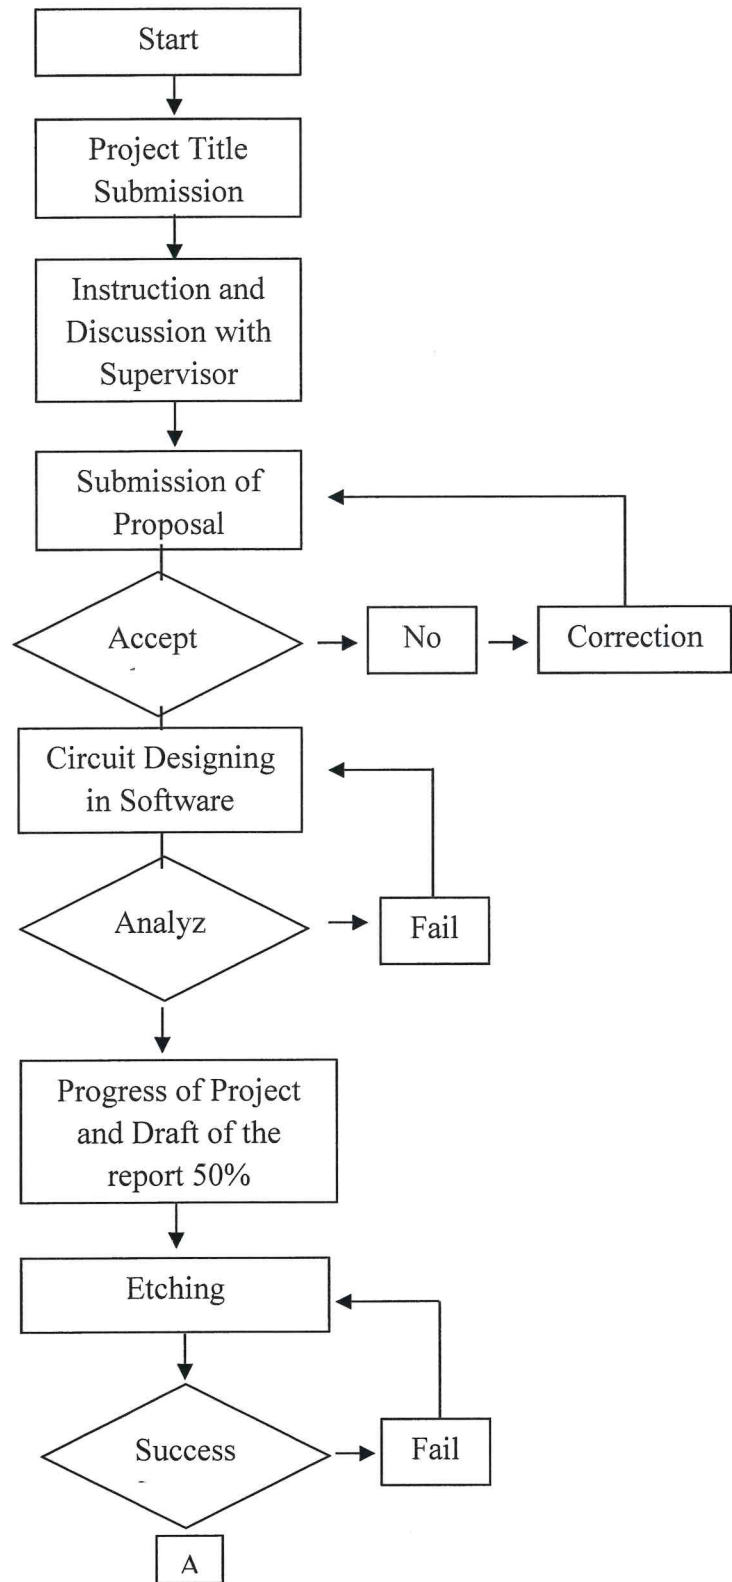 Start
Project Title
Submission
Instruction and
Discussion with
Supervisor
Submission of
Proposal
Accept
No
Correction
Circuit Designing
in Software
Analyz
Fail
Progress of Project
and Draft of the
report 50%
Etching
Success
Fail
A